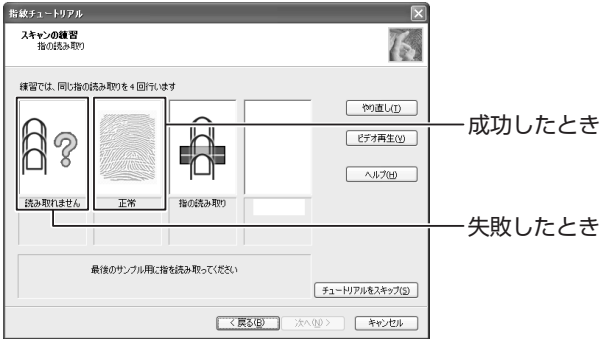 指紋チュートリアル
スキャンの練習
指の読み取り
練習では、同じ指の読み取りを4回行います
やり直し(T)
ビデオ再生(V)
ヘルプ(H)
成功したとき
読み取れません
正常
指の読み取り
失敗したとき
最後のサンプル用に指を読み取ってください
チュートリアルをスキップ(S)
< 戻る(B)
次へ(N) >
キャンセル